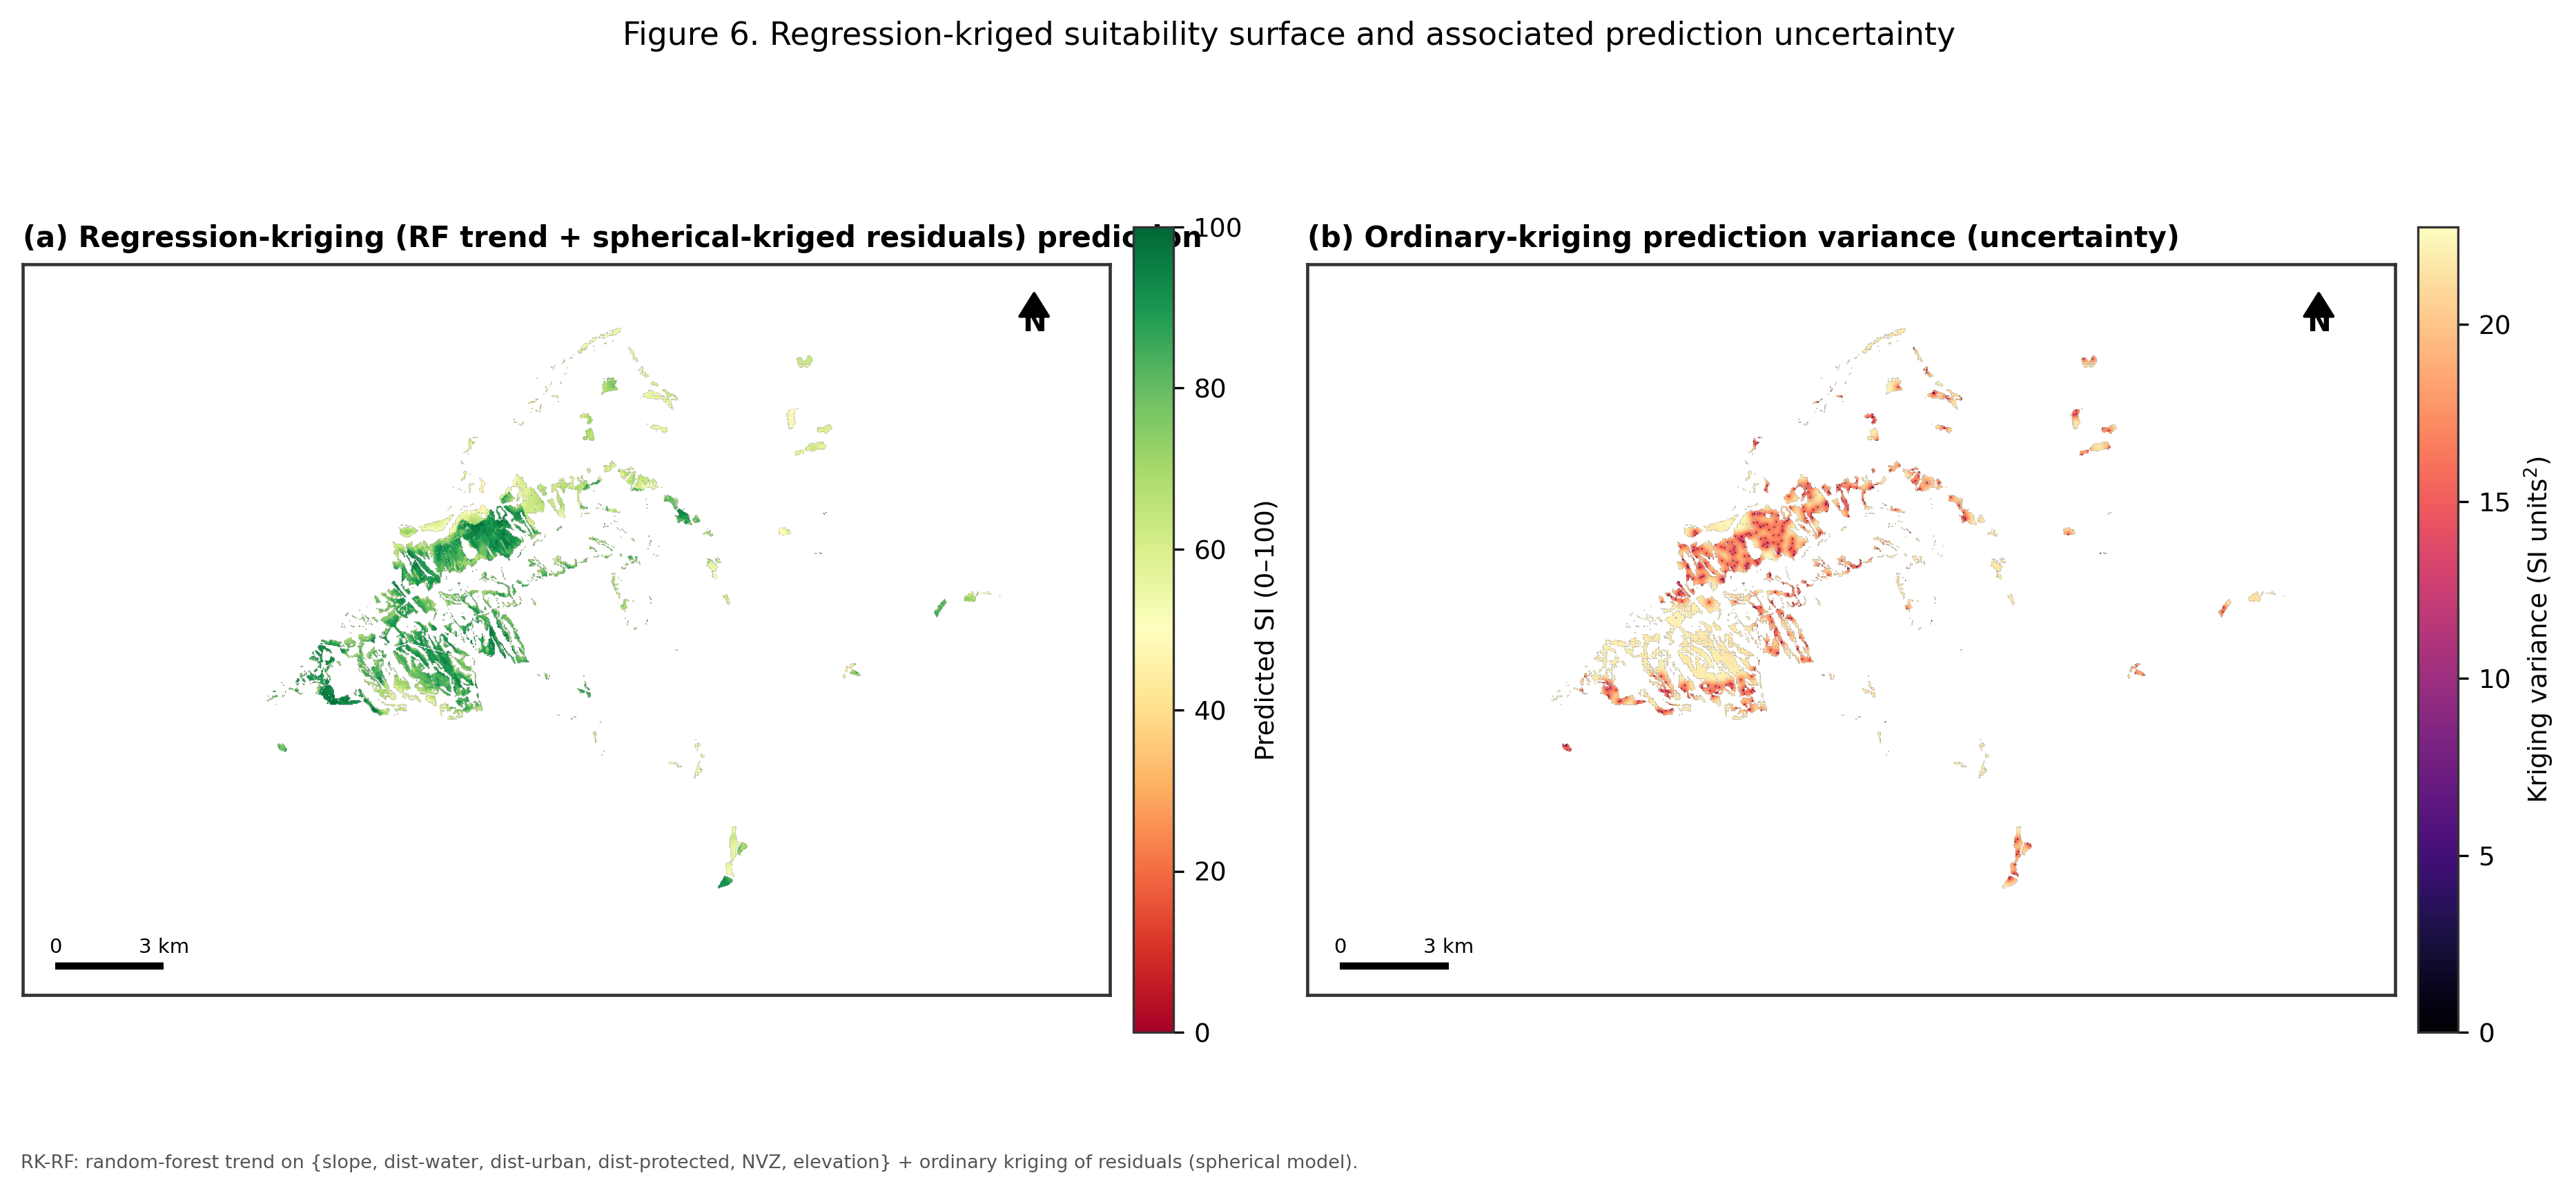 Figure 6. Regression-kriged suitability surface and associated prediction uncertainty
(a) Regression-kriging (RF trend + spherical-kriged residuals) prediction
N
0 3 km
100
80
60
40
20
0
Predicted SI (0–100)
(b) Ordinary-kriging prediction variance (uncertainty)
N
0 3 km
20
15
10
5
0
Kriging variance (SI units²)
RK-RF: random-forest trend on {slope, dist-water, dist-urban, dist-protected, NVZ, elevation} + ordinary kriging of residuals (spherical model).